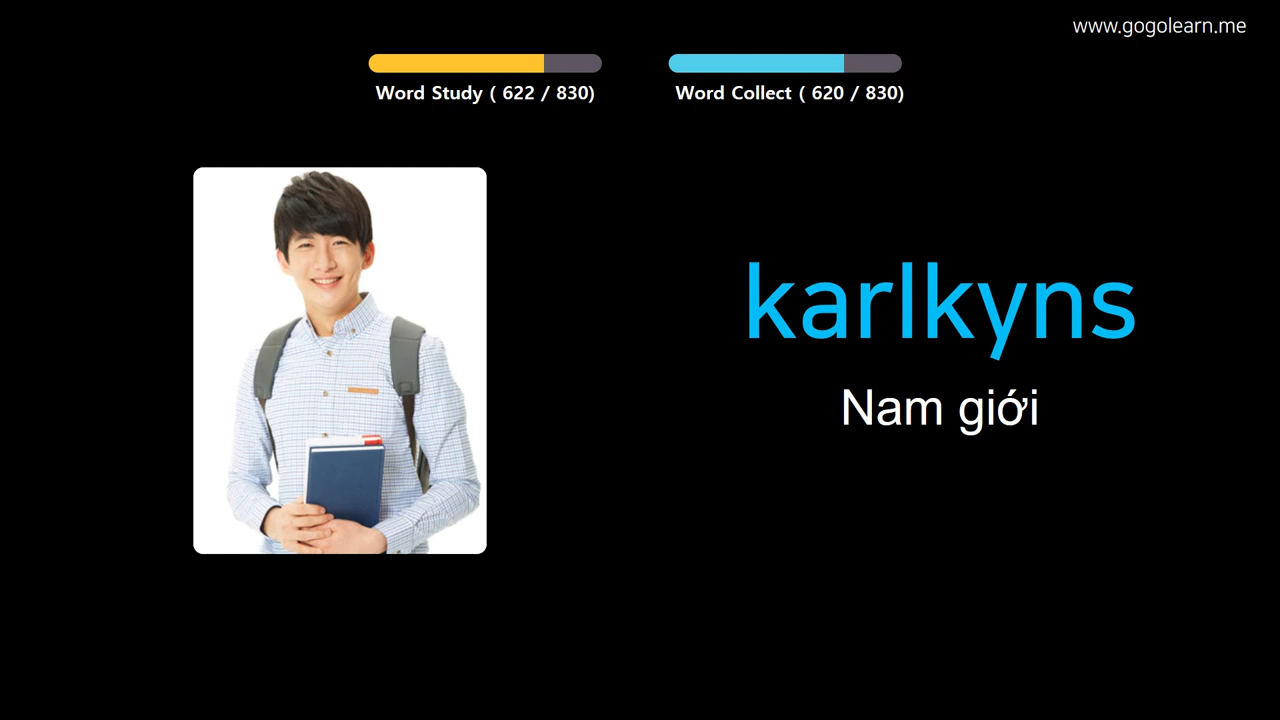 www.gogolearn.me
Word Study ( 622 / 830)
Word Collect ( 620 / 830)
karlkyns
Nam giới